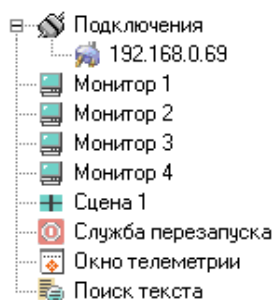 Подключения
192.168.0.69
Монитор 1
Монитор 2
Монитор 3
Монитор 4
Сцена 1
Служба перезапуска
Окно телеметрии
Поиск текста